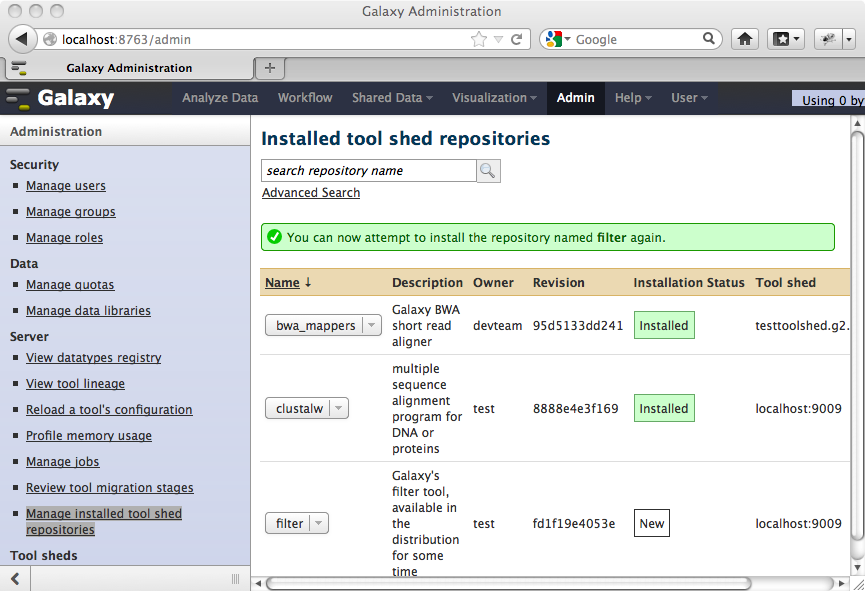 Galaxy Administration
localhost:8763/admin
Google
Galaxy Administration
Galaxy
Analyze Data Workflow Shared Data Visualization Admin Help User Using 0 by
Administration
Security
Manage users
Manage groups
Manage roles
Data
Manage quotas
Manage data libraries
Server
View datatypes registry
View tool lineage
Reload a tool's configuration
Profile memory usage
Manage jobs
Review tool migration stages
Manage installed tool shed
repositories
Tool sheds
Installed tool shed repositories
search repository name
Advanced Search
You can now attempt to install the repository named filter again.
Name ↓ Description Owner Revision Installation Status Tool shed
bwa_mappers
Galaxy BWA
short read
aligner
devteam 95d5133dd241 Installed testtoolshed.g2.
clustalw
multiple
sequence
alignment
program for
DNA or
proteins
test 8888e4e3f169 Installed localhost:9009
filter
Galaxy's
filter tool,
available in
the
distribution
for some
time
test fd1f19e4053e New localhost:9009